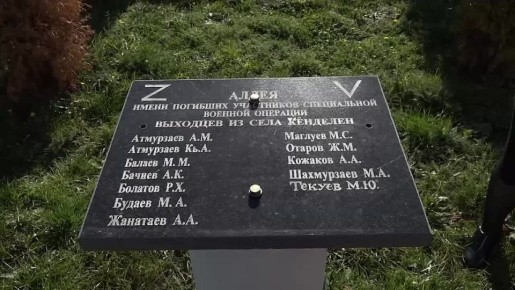 Z V
АЛЛЕЯ
ИМЕНИ ПОГИБШИХ УЧАСТНИКОВ СПЕЦИАЛЬНОЙ
ВОЕННОЙ ОПЕРАЦИИ
ВЫХОДЦЕВ ИЗ СЕЛА КЕНДЕЛЕН
Атмурзаев А.М.
Атмурзаев Кь.А.
Балаев М.М.
Бачиев А.К.
Болатов Р.Х.
Будаев М.А.
Жанатаев А.А.
Маглуев М.С.
Отаров Ж.М.
Кожаков А.А.
Шахмурзаев М.А.
Текуев М.Ю.